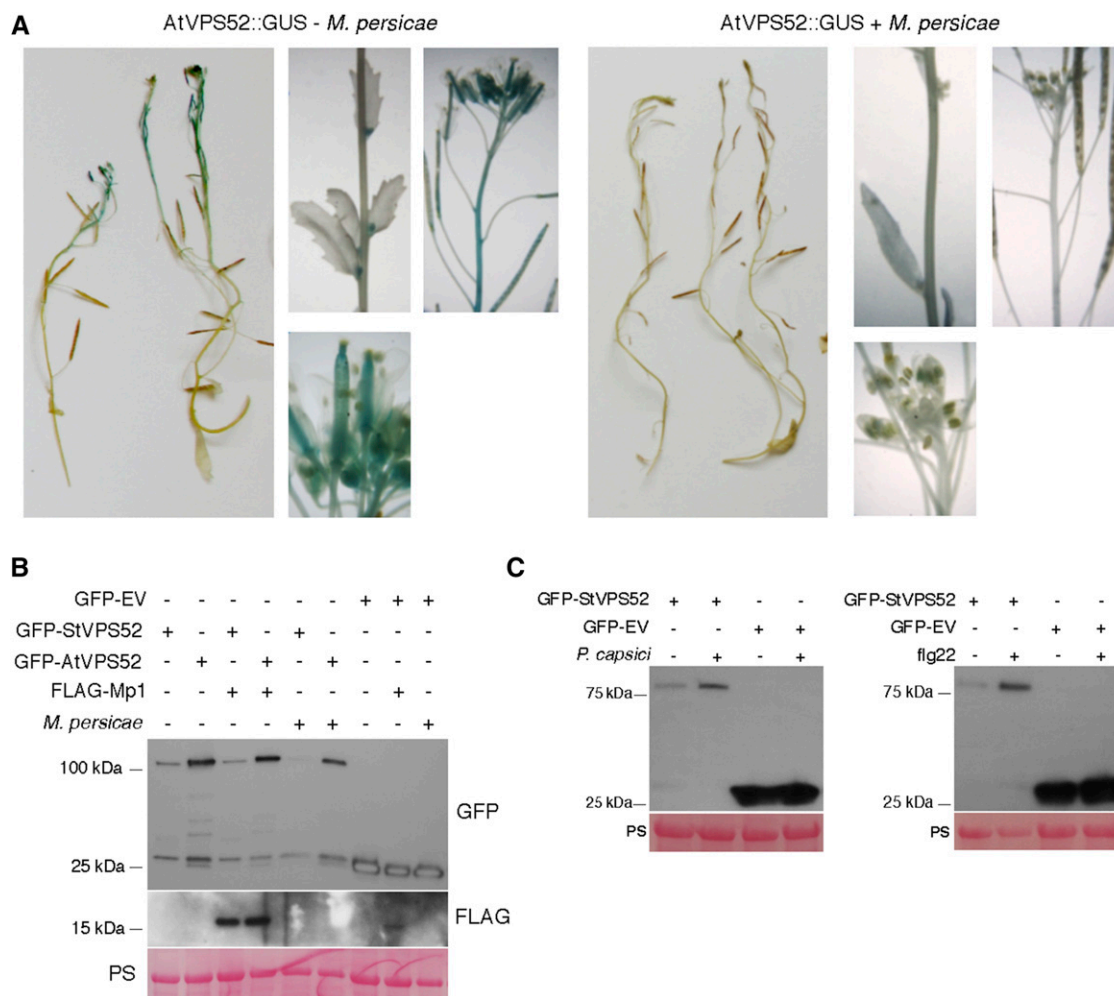 A
AtVPS52::GUS - M. persicae
AtVPS52::GUS + M. persicae
B
GFP-EV - - - - - - + + +
GFP-StVPS52 + - + - + - - - -
GFP-AtVPS52 - + - + - + - - -
FLAG-Mp1 - - + + - - - + -
M. persicae - - - - + + - - +
100 kDa
GFP
25 kDa
15 kDa
FLAG
PS
C
GFP-StVPS52 + + - -
GFP-EV - - + +
P. capsici - + - +
75 kDa
25 kDa
PS
GFP-StVPS52 + + - -
GFP-EV - - + +
flg22 - + - +
75 kDa
25 kDa
PS